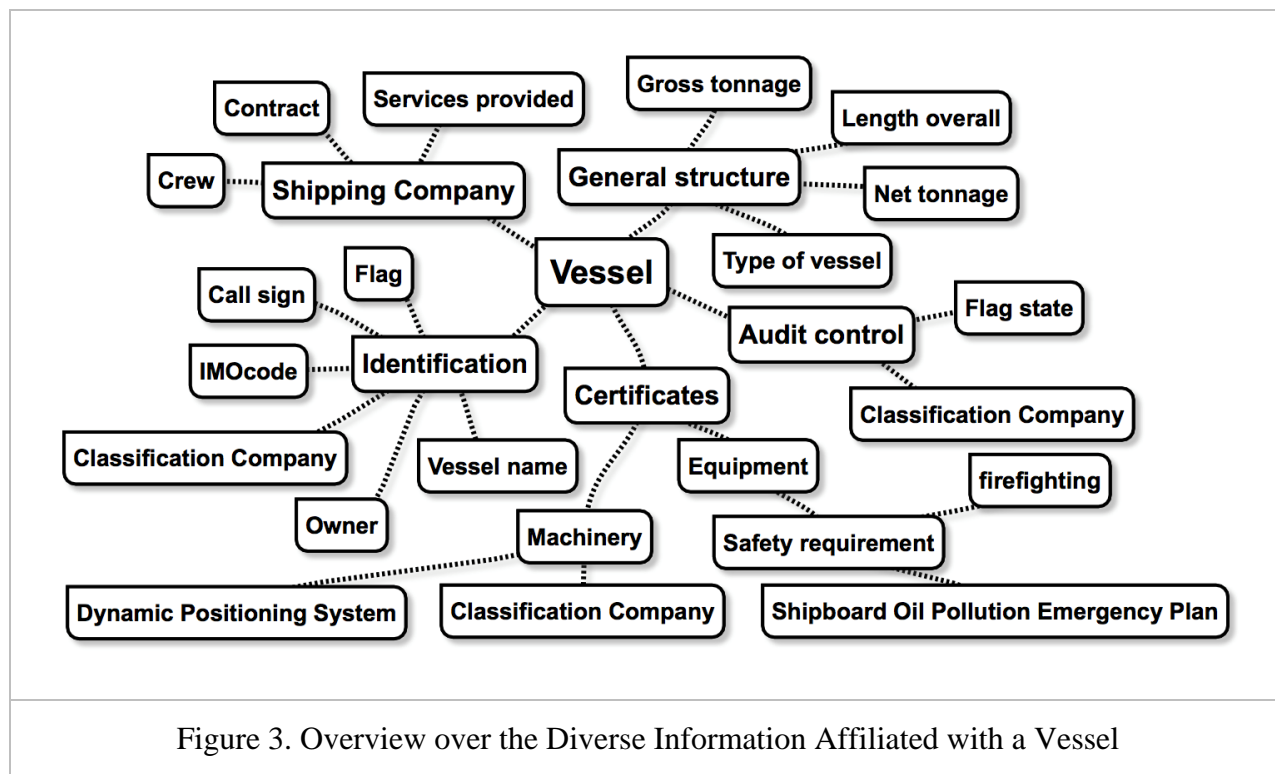 Gross tonnage
Services provided
Contract
Length overall
General structure
Crew
Shipping Company
Net tonnage
Vessel
Type of vessel
Flag
Call sign
Flag state
Audit control
Identification
IMOcode
Certificates
Classification Company
Classification Company
Vessel name
Equipment
firefighting
Owner
Machinery
Safety requirement
Dynamic Positioning System
Classification Company
Shipboard Oil Pollution Emergency Plan
Figure 3. Overview over the Diverse Information Affiliated with a Vessel